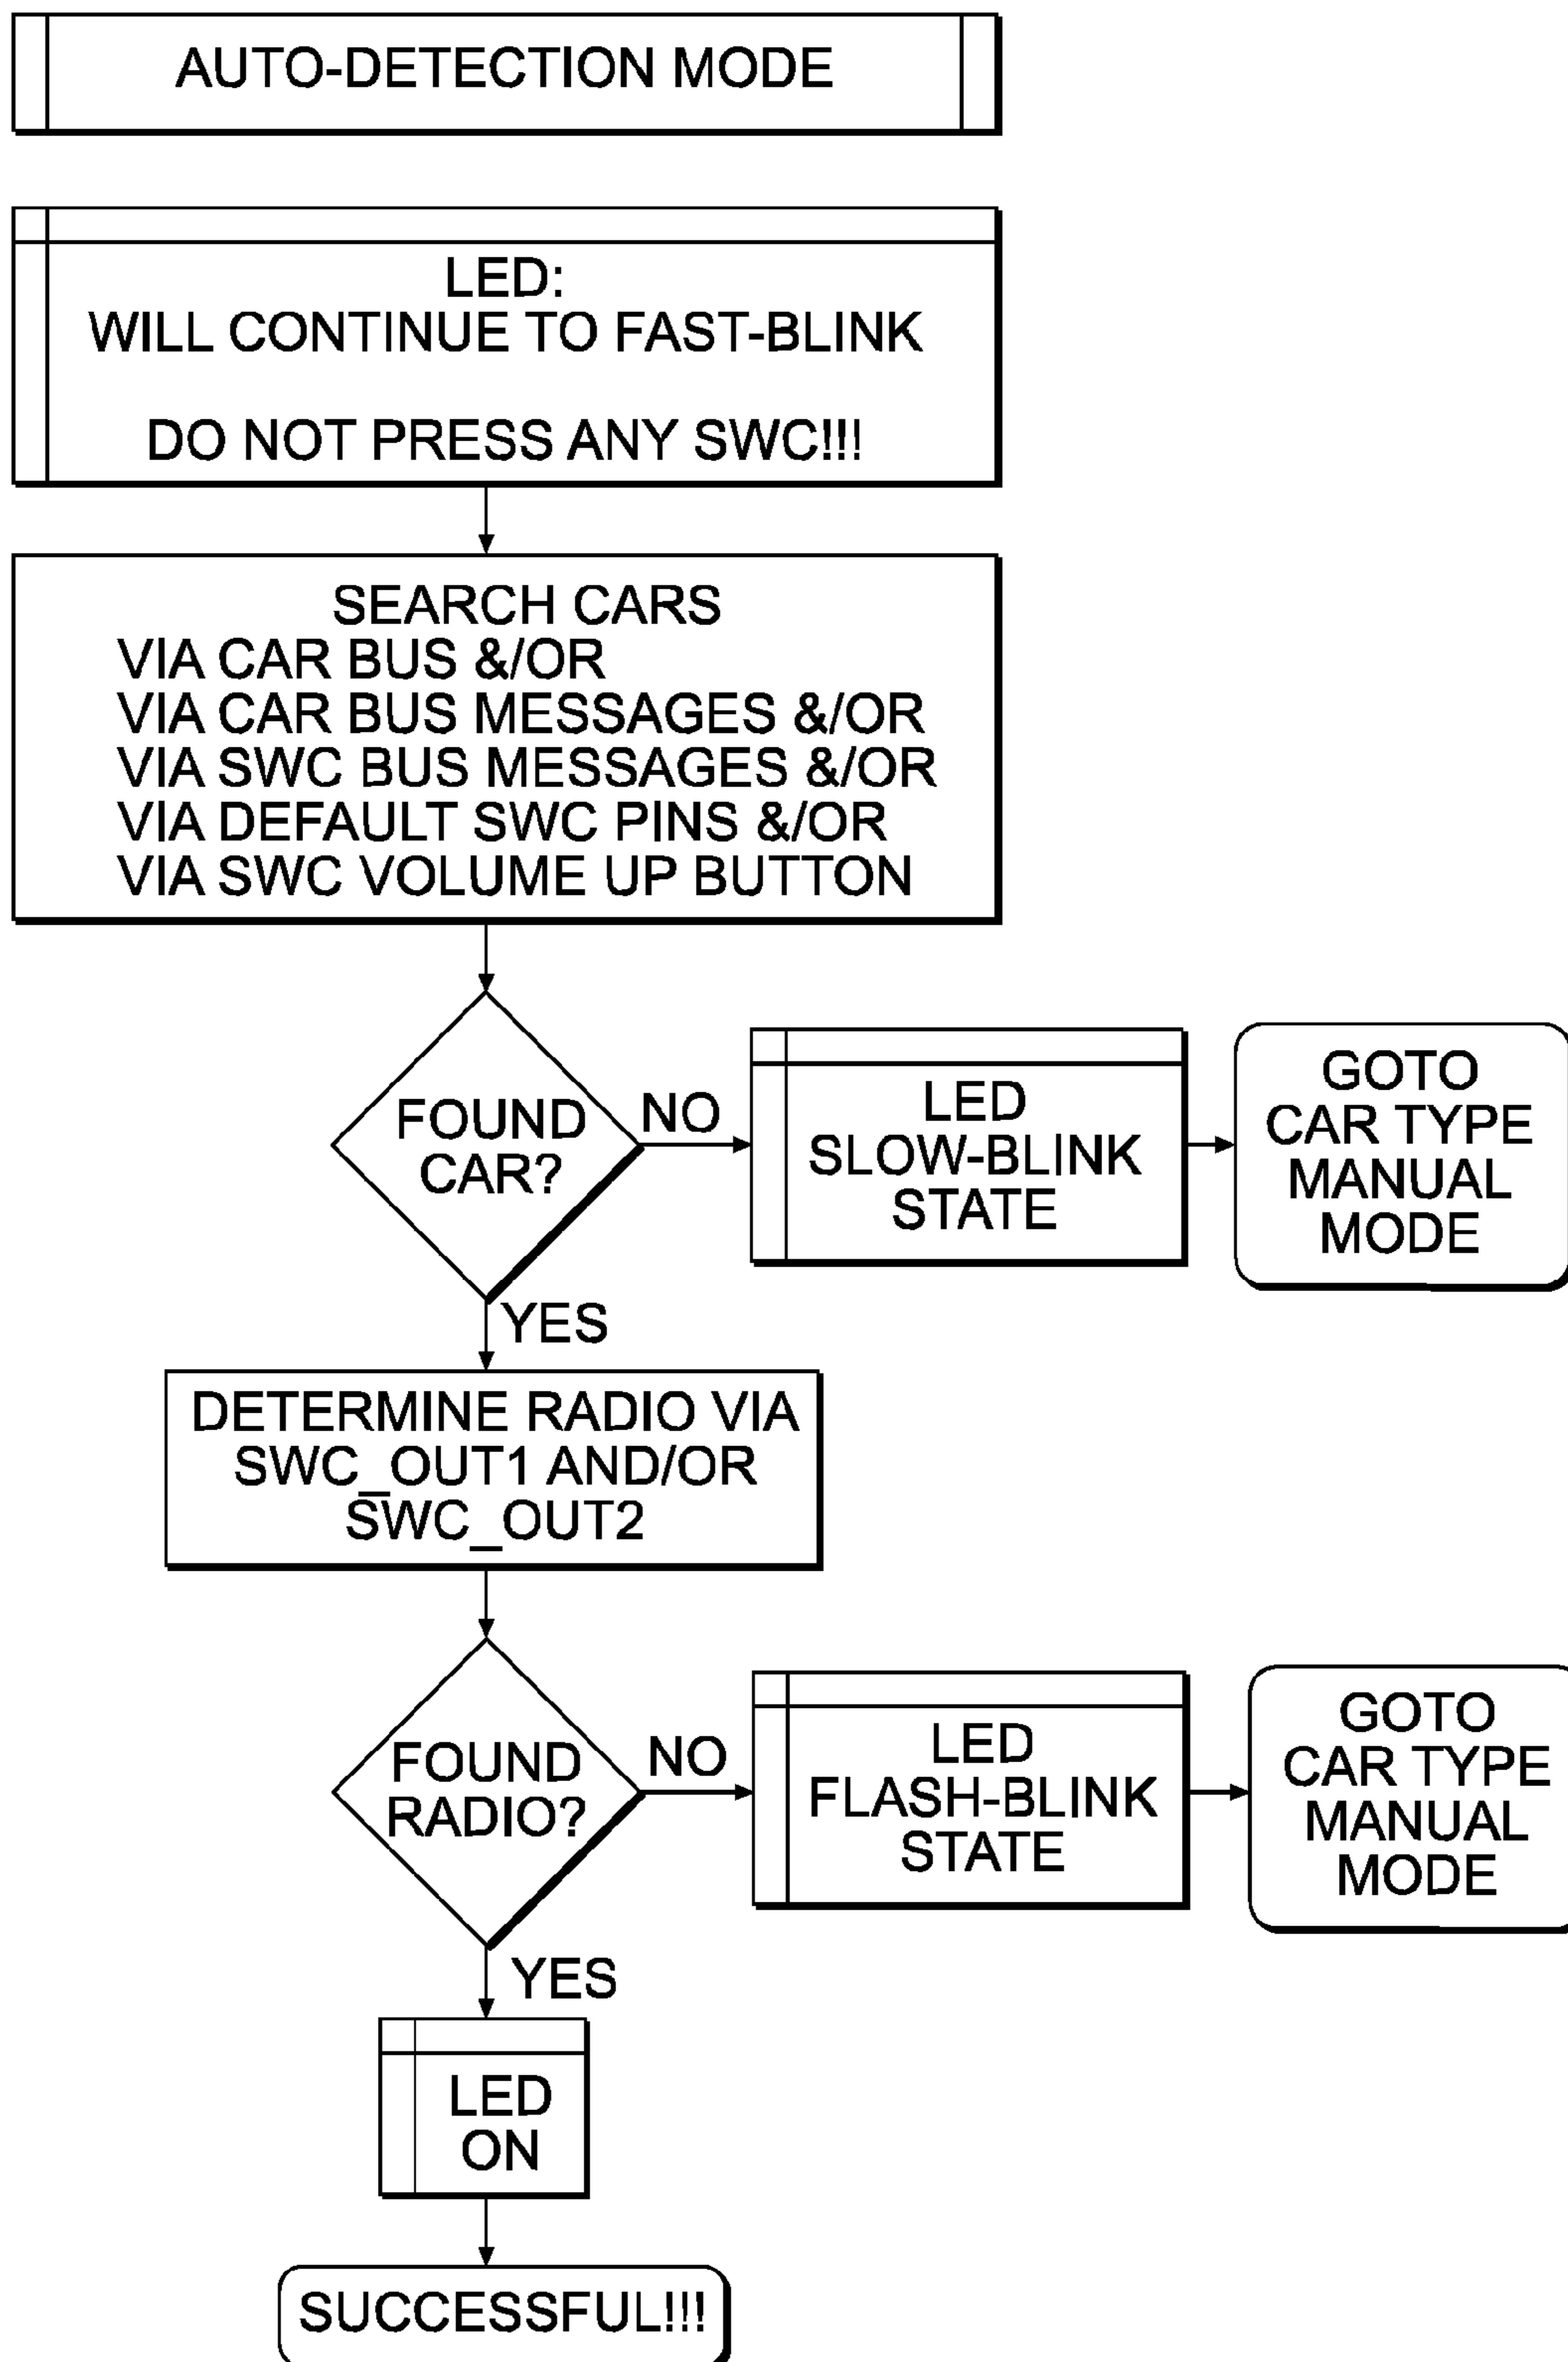 AUTO-DETECTION MODE
LED:
WILL CONTINUE TO FAST-BLINK
DO NOT PRESS ANY SWC!!!
SEARCH CARS
VIA CAR BUS &/OR
VIA CAR BUS MESSAGES &/OR
VIA SWC BUS MESSAGES &/OR
VIA DEFAULT SWC PINS &/OR
VIA SWC VOLUME UP BUTTON
FOUND
CAR?
NO
LED
SLOW-BLINK
STATE
GOTO
CAR TYPE
MANUAL
MODE
YES
DETERMINE RADIO VIA
SWC_OUT1 AND/OR
SWC_OUT2
FOUND
RADIO?
NO
LED
FLASH-BLINK
STATE
GOTO
CAR TYPE
MANUAL
MODE
YES
LED
ON
SUCCESSFUL!!!